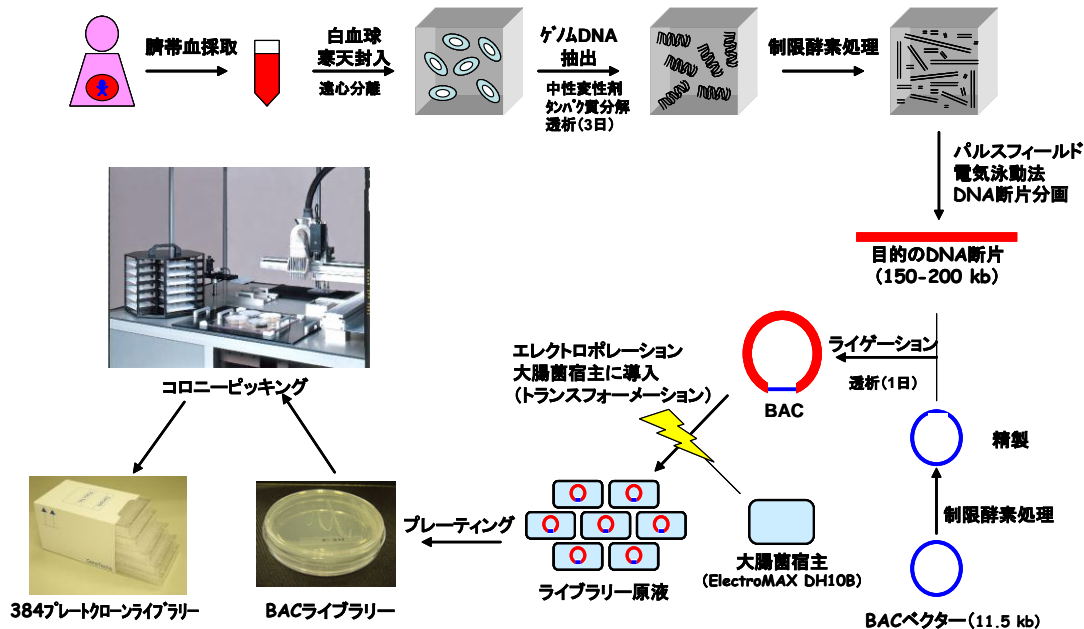 臍帯血採取
白血球
寒天封入
遠心分離
ｹﾞﾉﾑDNA
抽出
中性変性剤
ﾀﾝﾊﾟｸ質分解
透析（3日）
制限酵素処理
パルスフィールド
電気泳動法
DNA断片分画
目的のDNA断片
（150-200 kb）
ライゲーション
透析（1日）
BAC
精製
制限酵素処理
BACベクター（11.5 kb）
エレクトロポレーション
大腸菌宿主に導入
（トランスフォーメーション）
大腸菌宿主
(ElectroMAX DH10B)
ライブラリー原液
プレーティング
BACライブラリー
コロニーピッキング
384ﾌﾟﾚｰﾄｸﾛｰﾝﾗｲﾌﾞﾗﾘｰ